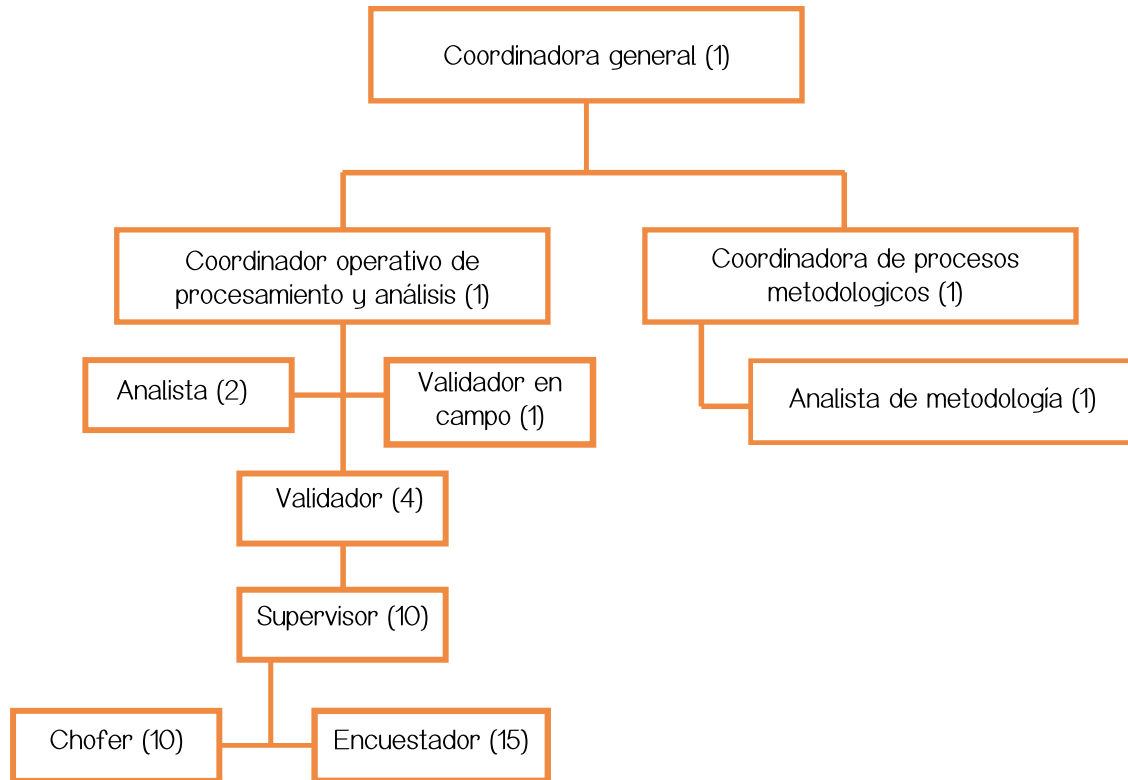 Coordinadora general (1)
Coordinador operativo de
procesamiento y análisis (1)
Coordinadora de procesos
metodologicos (1)
Analista (2)
Validador en
campo (1)
Analista de metodología (1)
Validador (4)
Supervisor (10)
Chofer (10)
Encuestador (15)